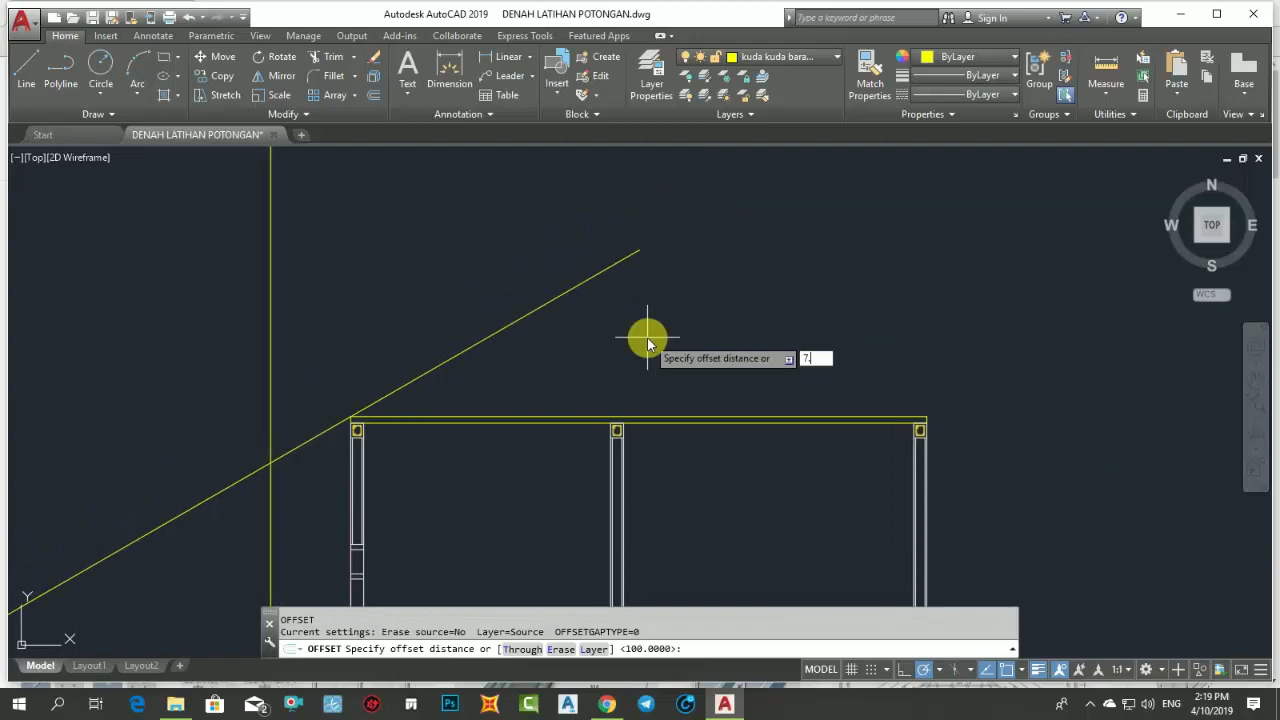 Autodesk AutoCAD 2019 DENAH LATIHAN POTONGAN.dwg
Type a keyword or phrase
Sign In
Home Insert Annotate Parametric View Manage Output Add-ins Collaborate Express Tools Featured Apps
Line Polyline Circle Arc
Move Rotate Trim
Copy Mirror Fillet
Stretch Scale Array
Text Dimension
Linear
Leader
Table
Insert
Create
Edit
Layer
Properties
kuda kuda bara...
Match
Properties
ByLayer
ByLayer
ByLayer
Group
Measure
Paste
Base
Draw Modify Annotation Block Layers Properties Groups Utilities Clipboard View
Start DENAH LATIHAN POTONGAN*
[−][Top][2D Wireframe]
N
W TOP E
S
WCS
Specify offset distance or 7.
Y
X
OFFSET
Current settings: Erase source=No Layer=Source OFFSETGAPTYPE=0
OFFSET Specify offset distance or [Through Erase Layer] <100.0000>:
Model Layout1 Layout2 +
MODEL 1:1
2:19 PM
4/10/2019